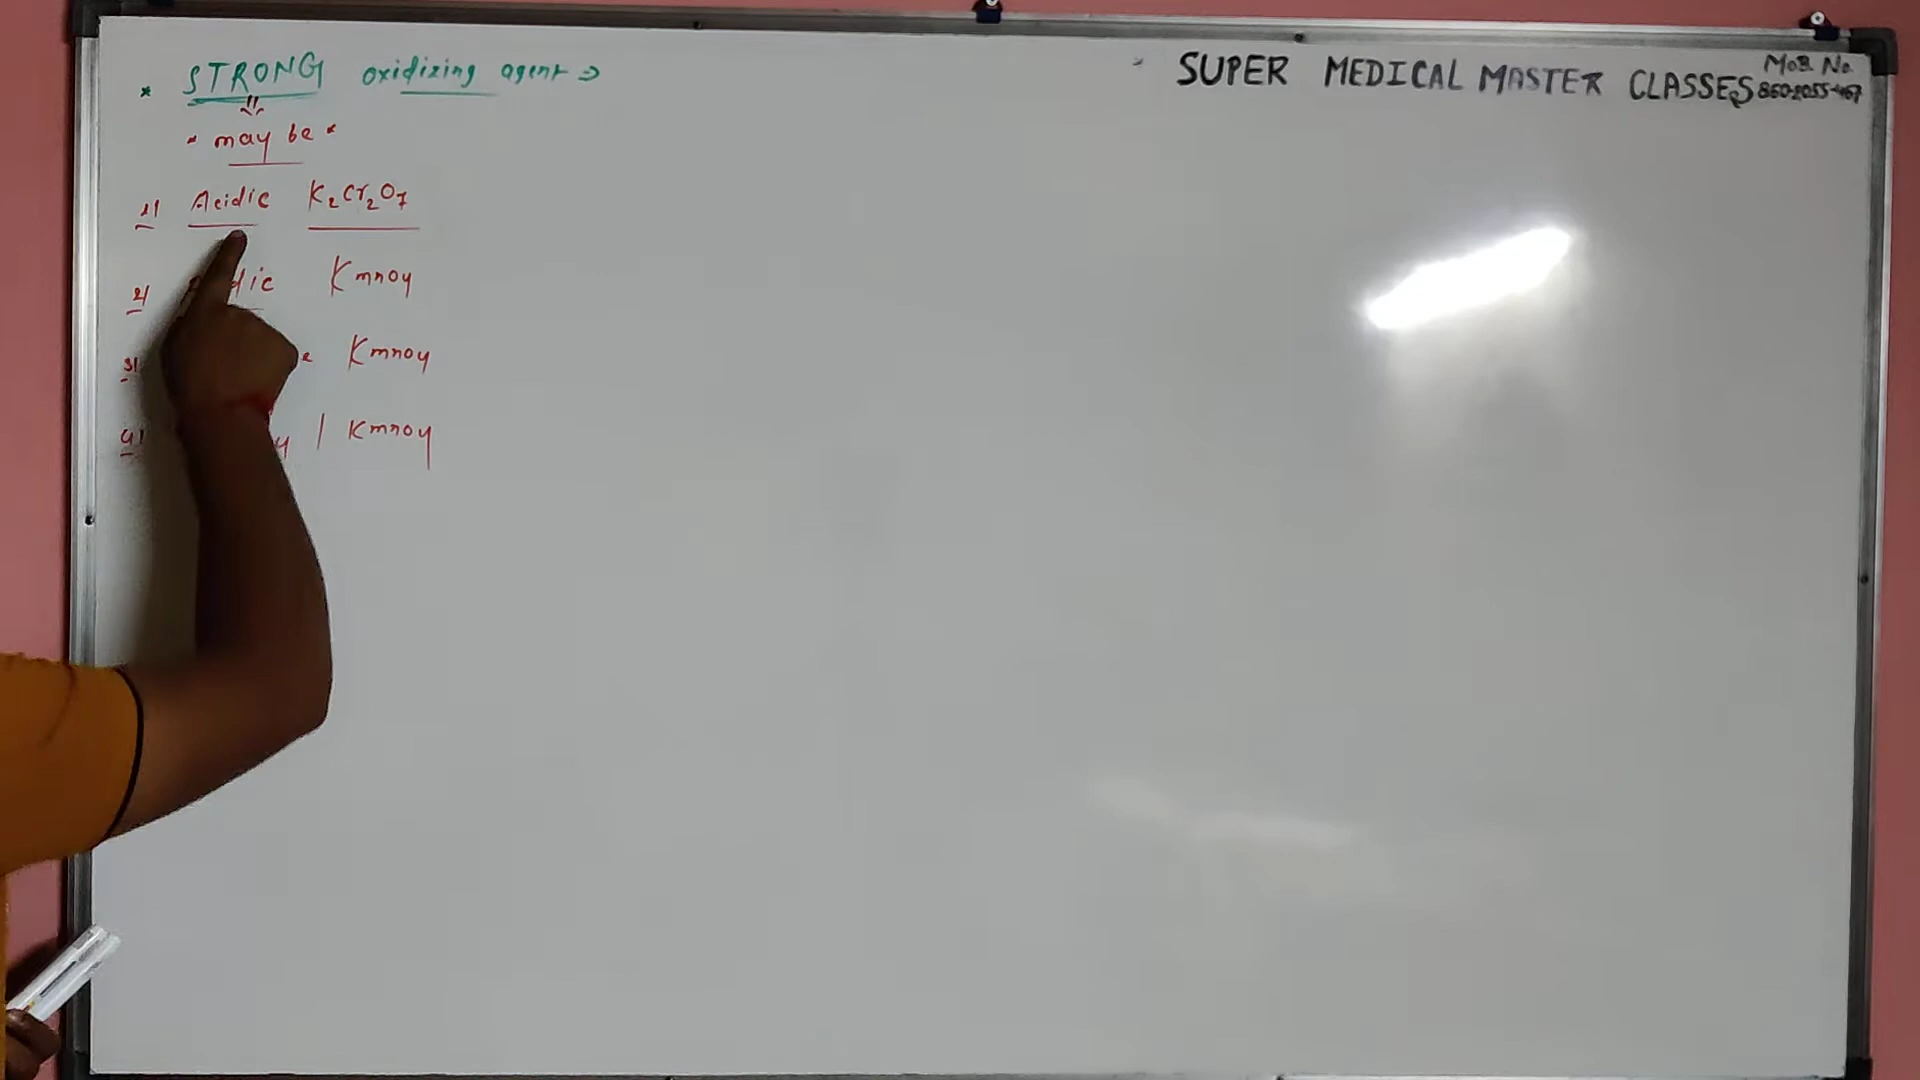 * STRONG oxidizing agent ⇒
SUPER MEDICAL MASTER CLASSES
Mob. No.
* may be *
1) Acidic K₂Cr₂O₇
2) Kmno4
3) Kmno4
4) / Kmno4